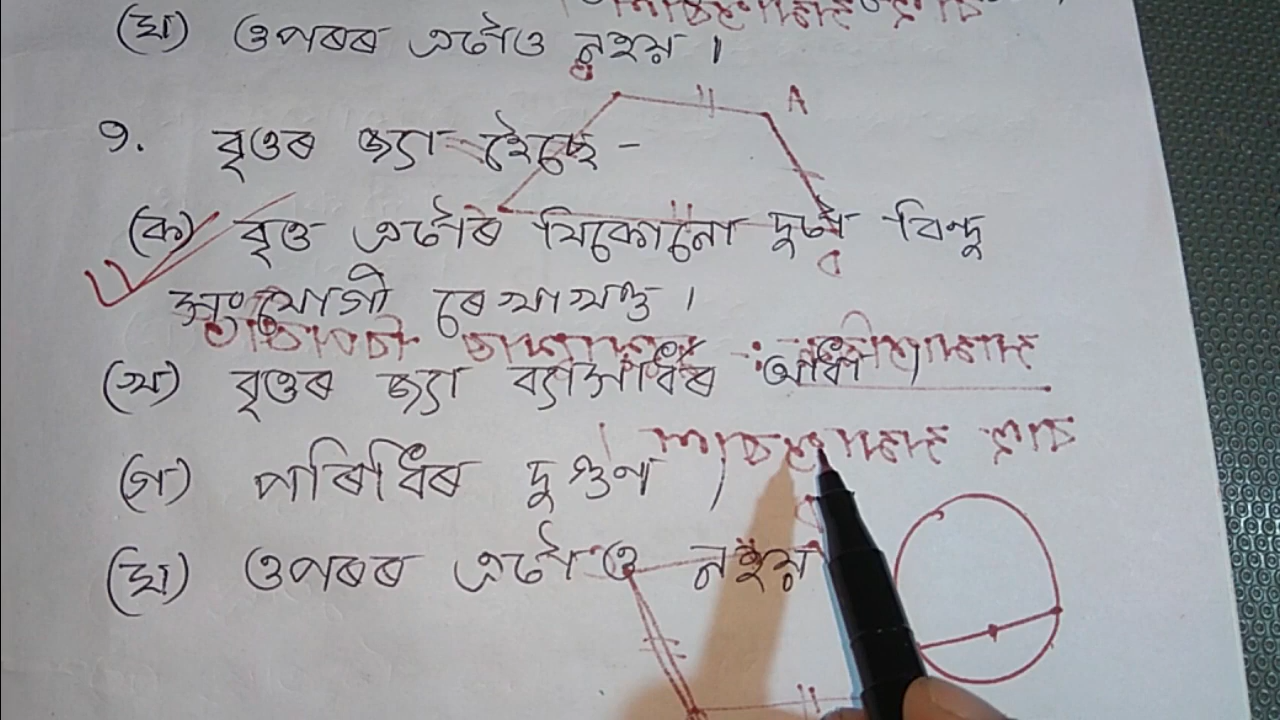 (ঘ) ওপৰৰ এটাও নহয়।
A
৭. বৃত্তৰ জ্যা হৈছে -
(ক) বৃত্ত এটাৰ যিকোনো দুটা বিন্দু
সংযোগী ৰেখাখণ্ড।
(খ) বৃত্তৰ জ্যা ব্যাসাৰ্ধৰ আধা।
(গ) পৰিধিৰ দুগুণ।
(ঘ) ওপৰৰ এটাও নহয়